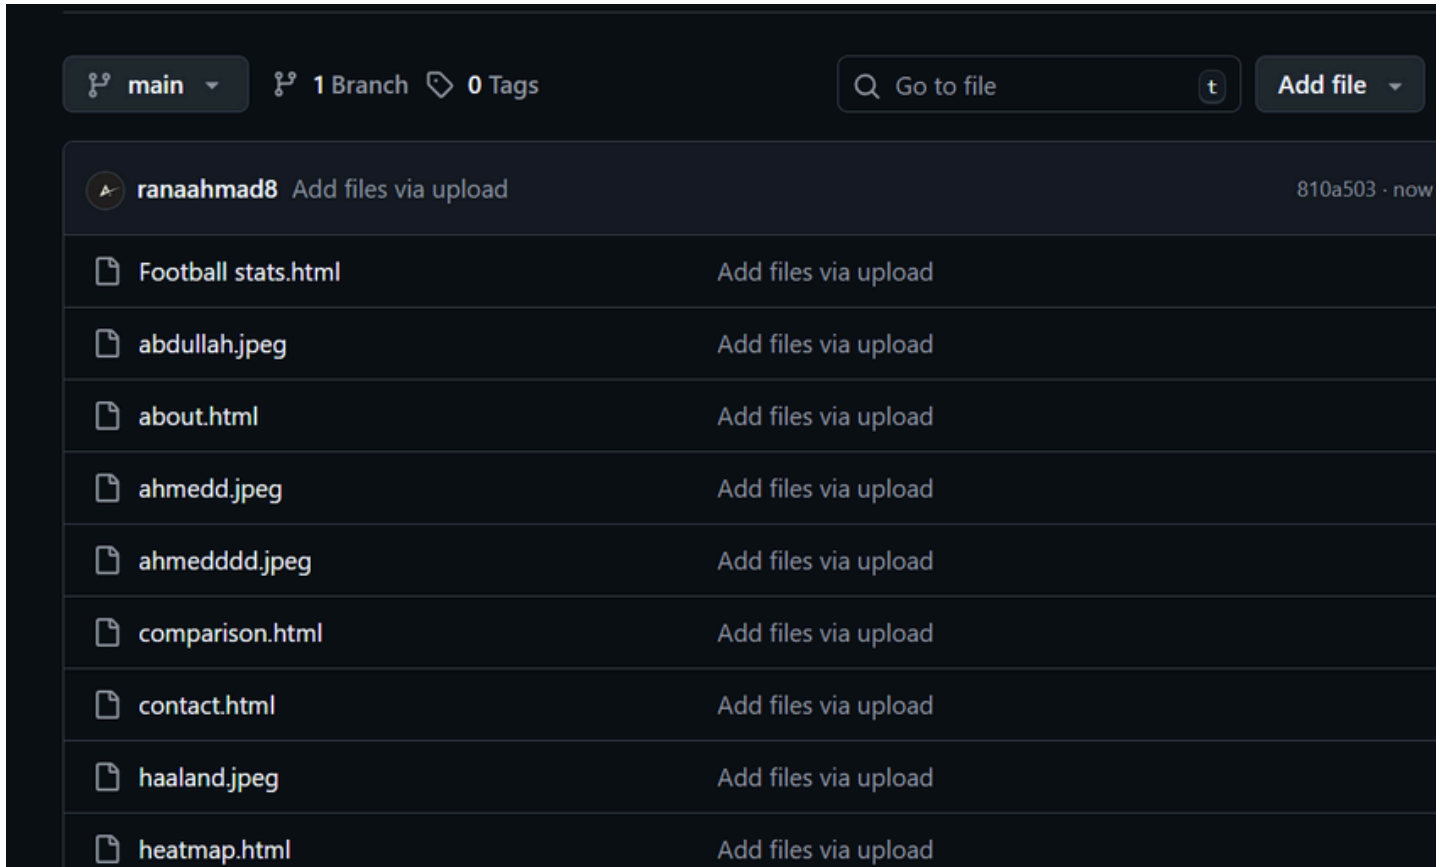 main 1 Branch 0 Tags Go to file t Add file
ranaahmad8 Add files via upload 810a503 · now
Football stats.html Add files via upload
abdullah.jpeg Add files via upload
about.html Add files via upload
ahmedd.jpeg Add files via upload
ahmedddd.jpeg Add files via upload
comparison.html Add files via upload
contact.html Add files via upload
haaland.jpeg Add files via upload
heatmap.html Add files via upload